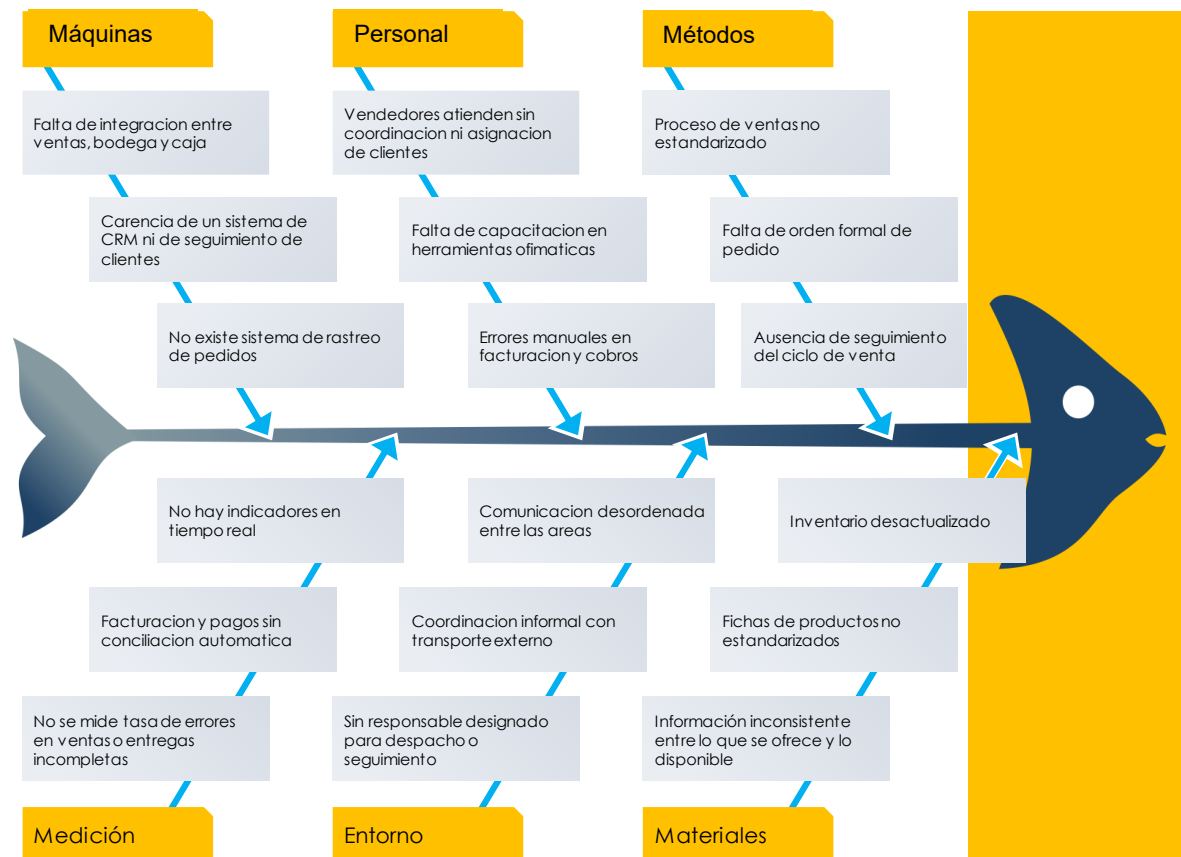 Máquinas
Personal
Métodos
Falta de integracion entre
ventas, bodega y caja
Vendedores atienden sin
coordinacion ni asignacion
de clientes
Proceso de ventas no
estandarizado
Carencia de un sistema de
CRM ni de seguimiento de
clientes
Falta de capacitacion en
herramientas ofimaticas
Falta de orden formal de
pedido
No existe sistema de rastreo
de pedidos
Errores manuales en
facturacion y cobros
Ausencia de seguimiento
del ciclo de venta
No hay indicadores en
tiempo real
Comunicacion desordenada
entre las areas
Inventario desactualizado
Facturacion y pagos sin
conciliacion automatica
Coordinacion informal con
transporte externo
Fichas de productos no
estandarizados
No se mide tasa de errores
en ventas o entregas
incompletas
Sin responsable designado
para despacho o
seguimiento
Información inconsistente
entre lo que se ofrece y lo
disponible
Medición
Entorno
Materiales